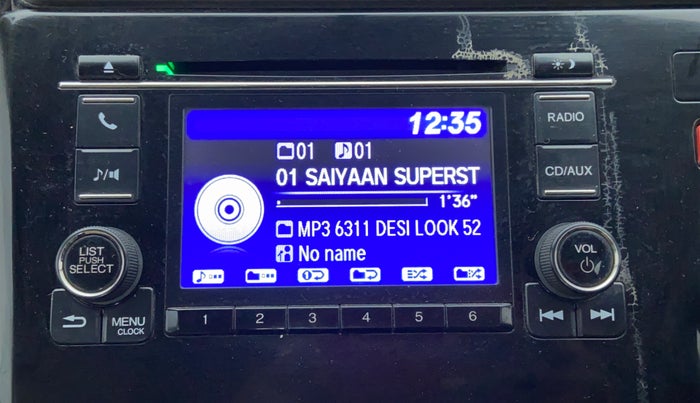 12:35
01 01
01 SAIYAAN SUPERST
1'36"
MP3 6311 DESI LOOK 52
No name
RADIO
CD/AUX
LIST
PUSH
SELECT
VOL
MENU
CLOCK
1 2 3 4 5 6